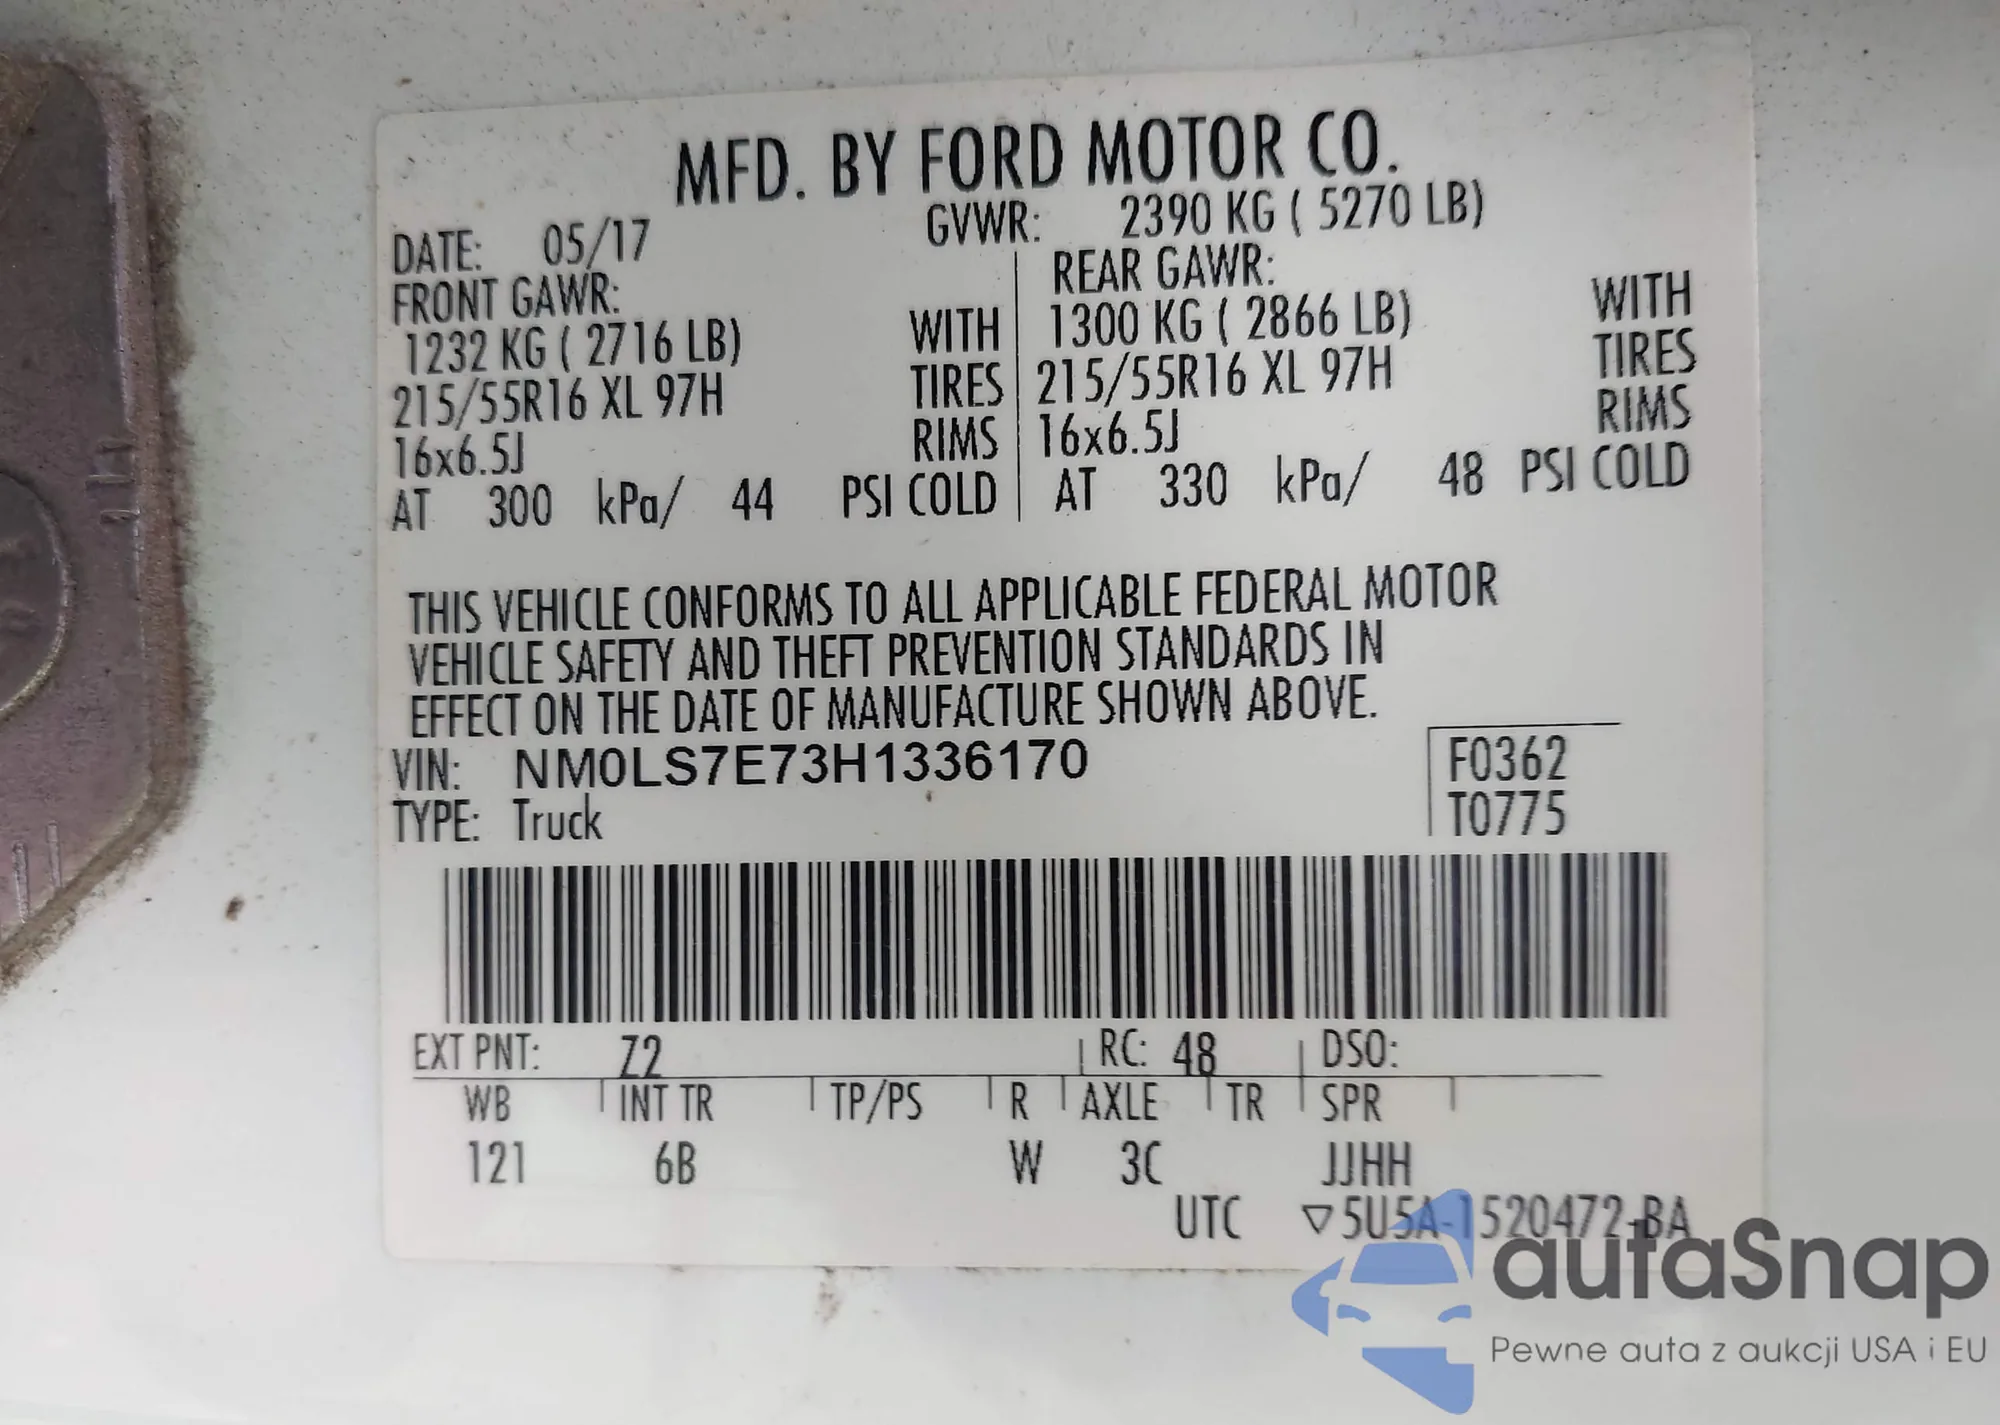 MFD. BY FORD MOTOR CO.
DATE: 05/17 GVWR: 2390 KG ( 5270 LB)
FRONT GAWR: REAR GAWR:
1232 KG ( 2716 LB) WITH 1300 KG ( 2866 LB) WITH
215/55R16 XL 97H TIRES 215/55R16 XL 97H TIRES
16x6.5J RIMS 16x6.5J RIMS
AT 300 kPa/ 44 PSI COLD AT 330 kPa/ 48 PSI COLD
THIS VEHICLE CONFORMS TO ALL APPLICABLE FEDERAL MOTOR
VEHICLE SAFETY AND THEFT PREVENTION STANDARDS IN
EFFECT ON THE DATE OF MANUFACTURE SHOWN ABOVE.
VIN: NM0LS7E73H1336170 F0362
TYPE: Truck T0775
EXT PNT: Z2 RC: 48 DSO:
WB INT TR TP/PS R AXLE TR SPR
121 6B W 3C JJHH
UTC ▽5U5A-1520472-BA
autaSnap
Pewne auta z aukcji USA i EU